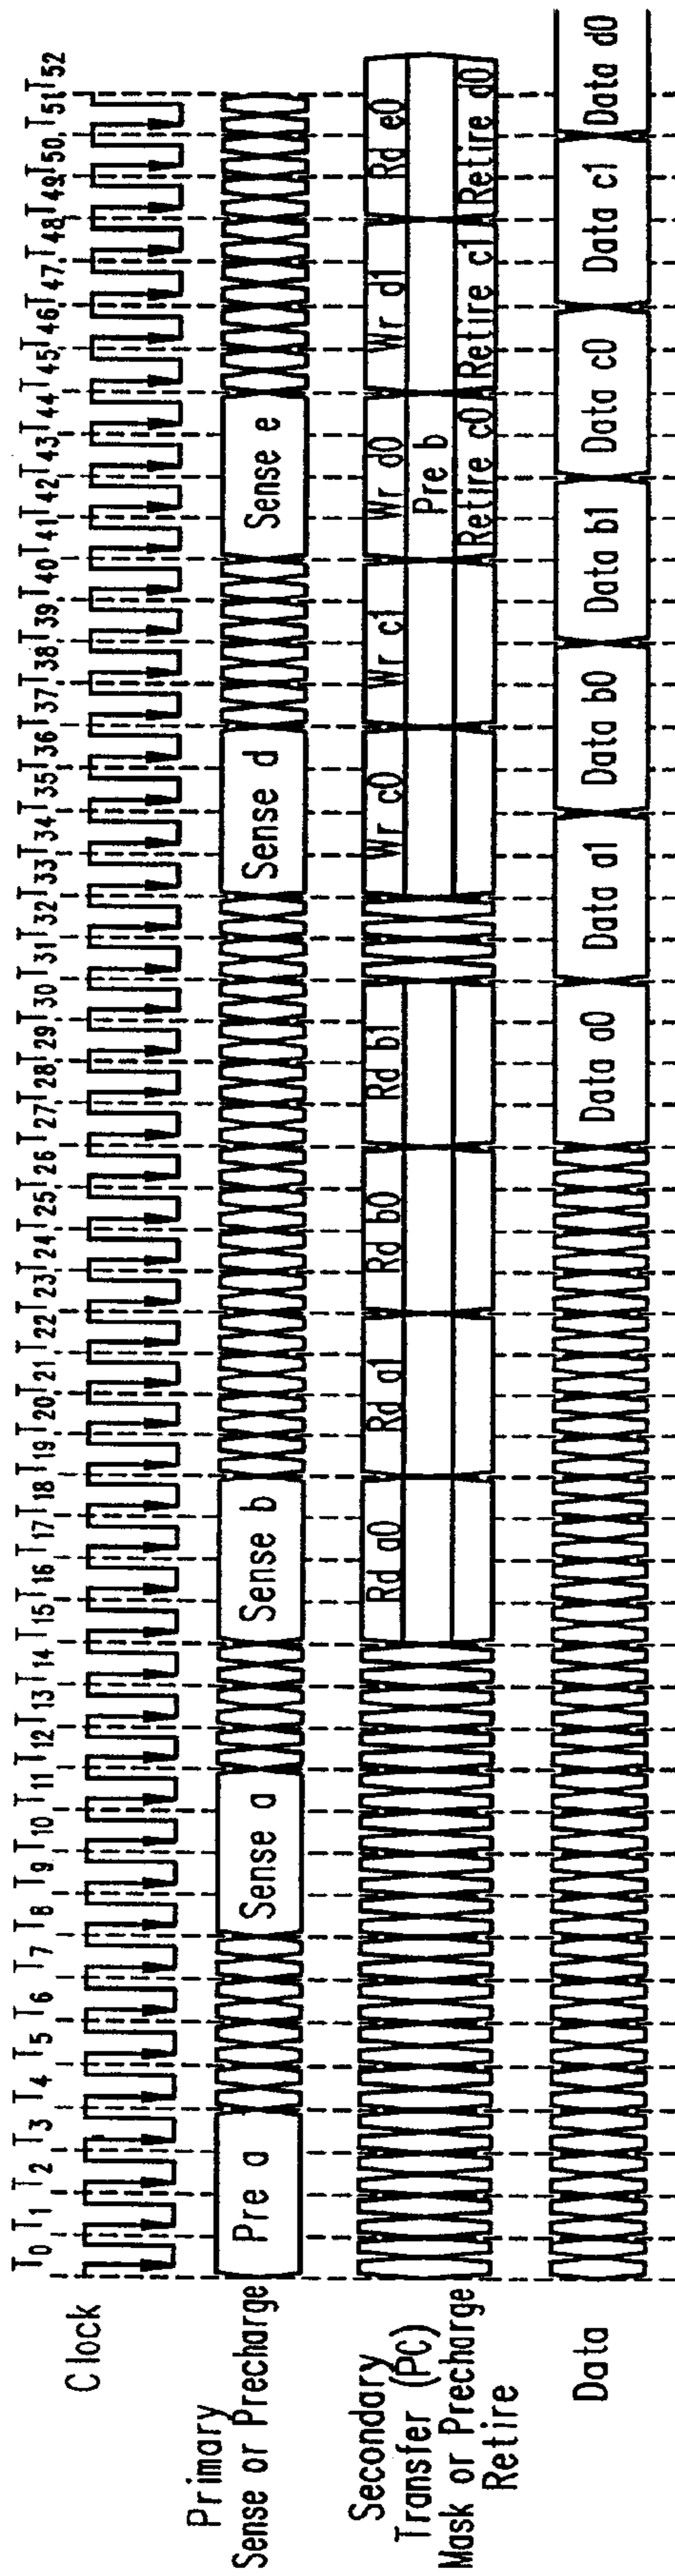 T0 T1 T2 T3 T4 T5 T6 T7 T8 T9 T10 T11 T12 T13 T14 T15 T16 T17 T18 T19 T20 T21 T22 T23 T24 T25 T26 T27 T28 T29 T30 T31 T32 T33 T34 T35 T36 T37 T38 T39 T40 T41 T42 T43 T44 T45 T46 T47 T48 T49 T50 T51 T52
Clock
Primary
Sense or Precharge
Pre a Sense a Sense b Sense d Sense e
Secondary
Transfer (PC)
Rd a0 Rd a1 Rd b0 Rd b1 Wr c0 Wr c1 Wr d0 Wr d1 Rd e0
Mask or Precharge
Pre b
Retire
Retire c0 Retire c1 Retire d0
Data
Data a0 Data a1 Data b0 Data b1 Data c0 Data c1 Data d0